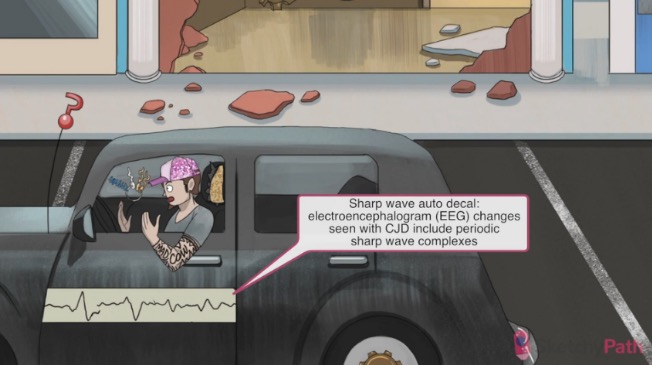 Sharp wave auto decal:
electroencephalogram (EEG) changes
seen with CJD include periodic
sharp wave complexes
MAD COW
Path